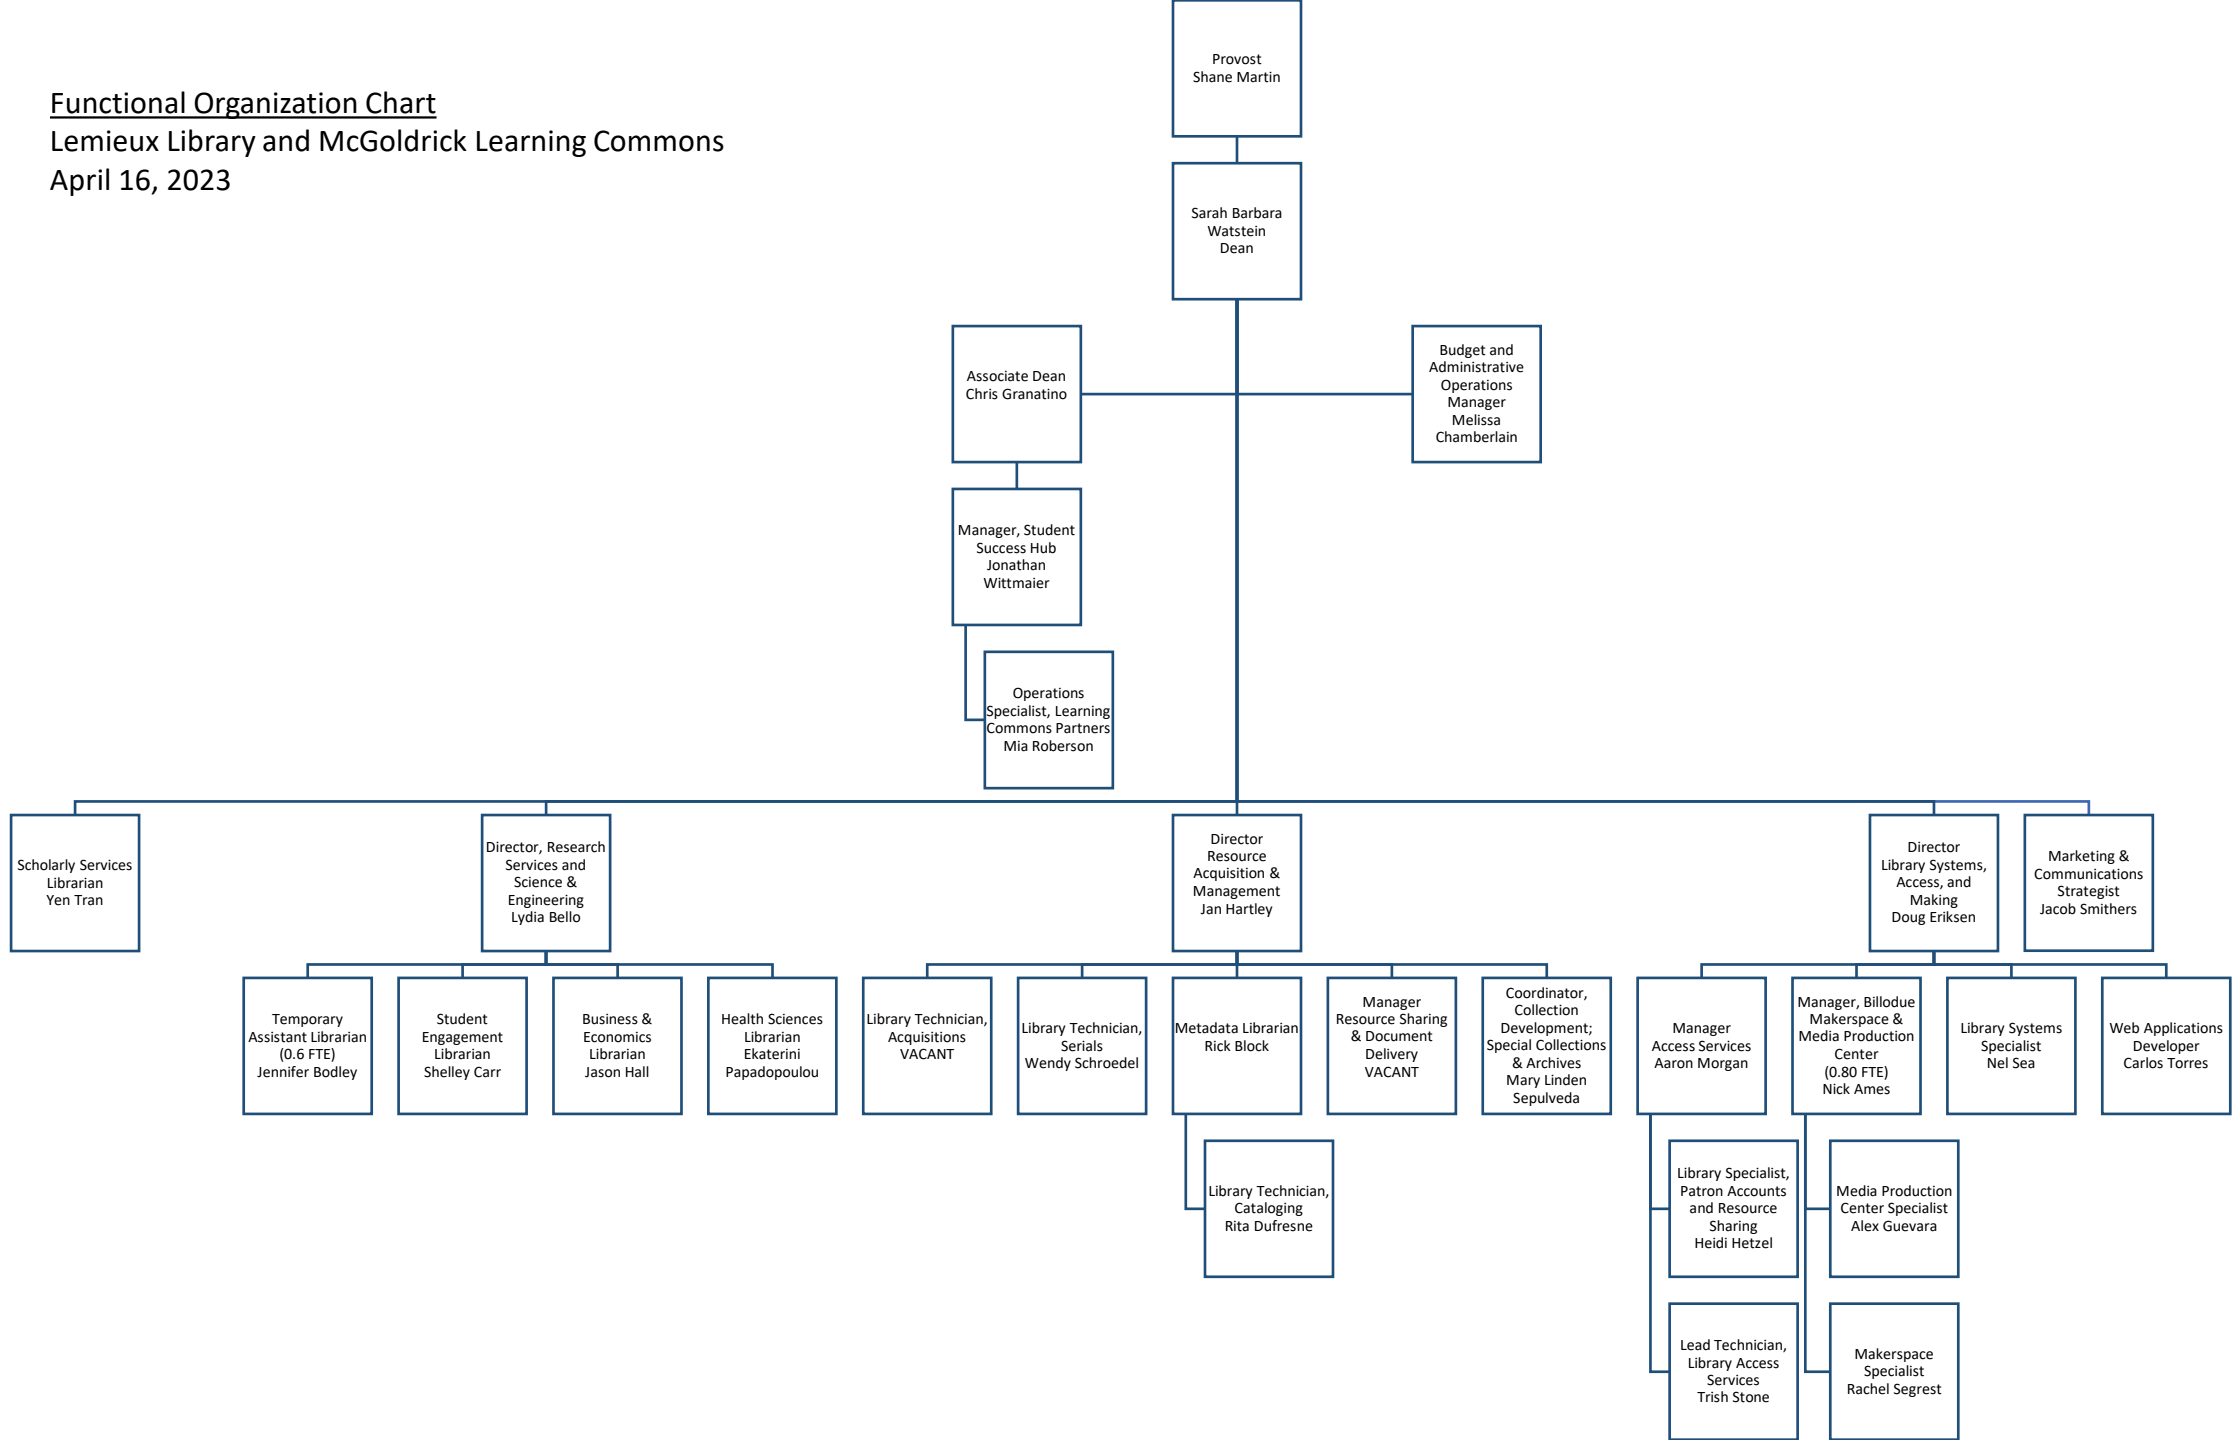 Functional Organization Chart
Lemieux Library and McGoldrick Learning Commons
April 16, 2023
Provost
Shane Martin
Sarah Barbara
Watstein
Dean
Associate Dean
Chris Granatino
Budget and
Administrative
Operations
Manager
Melissa
Chamberlain
Manager, Student
Success Hub
Jonathan
Wittmaier
Operations
Specialist, Learning
Commons Partners
Mia Roberson
Scholarly Services
Librarian
Yen Tran
Director, Research
Services and
Science &
Engineering
Lydia Bello
Director
Resource
Acquisition &
Management
Jan Hartley
Director
Library Systems,
Access, and
Making
Doug Eriksen
Marketing &
Communications
Strategist
Jacob Smithers
Temporary
Assistant Librarian
(0.6 FTE)
Jennifer Bodley
Student
Engagement
Librarian
Shelley Carr
Business &
Economics
Librarian
Jason Hall
Health Sciences
Librarian
Ekaterini
Papadopoulou
Library Technician,
Acquisitions
VACANT
Library Technician,
Serials
Wendy Schroedel
Metadata Librarian
Rick Block
Manager
Resource Sharing
& Document
Delivery
VACANT
Coordinator,
Collection
Development;
Special Collections
& Archives
Mary Linden
Sepulveda
Manager
Access Services
Aaron Morgan
Manager, Billodue
Makerspace &
Media Production
Center
(0.80 FTE)
Nick Ames
Library Systems
Specialist
Nel Sea
Web Applications
Developer
Carlos Torres
Library Technician,
Cataloging
Rita Dufresne
Library Specialist,
Patron Accounts
and Resource
Sharing
Heidi Hetzel
Media Production
Center Specialist
Alex Guevara
Lead Technician,
Library Access
Services
Trish Stone
Makerspace
Specialist
Rachel Segrest